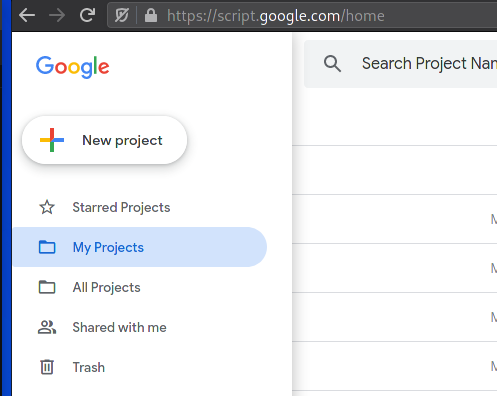 https://script.google.com/home
Google
Search Project Nam
New project
Starred Projects
M
My Projects
M
All Projects
M
Shared with me
M
Trash